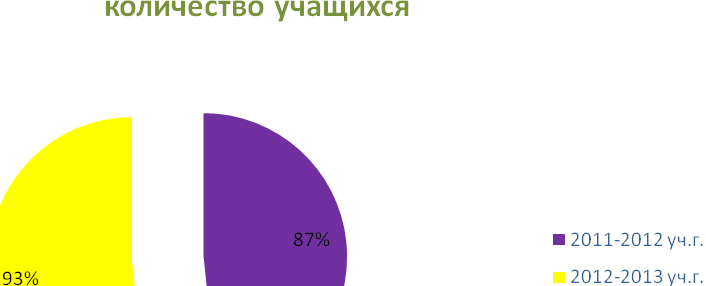 количество учащихся
87%
2011-2012 уч.г.
93%
2012-2013 уч.г.